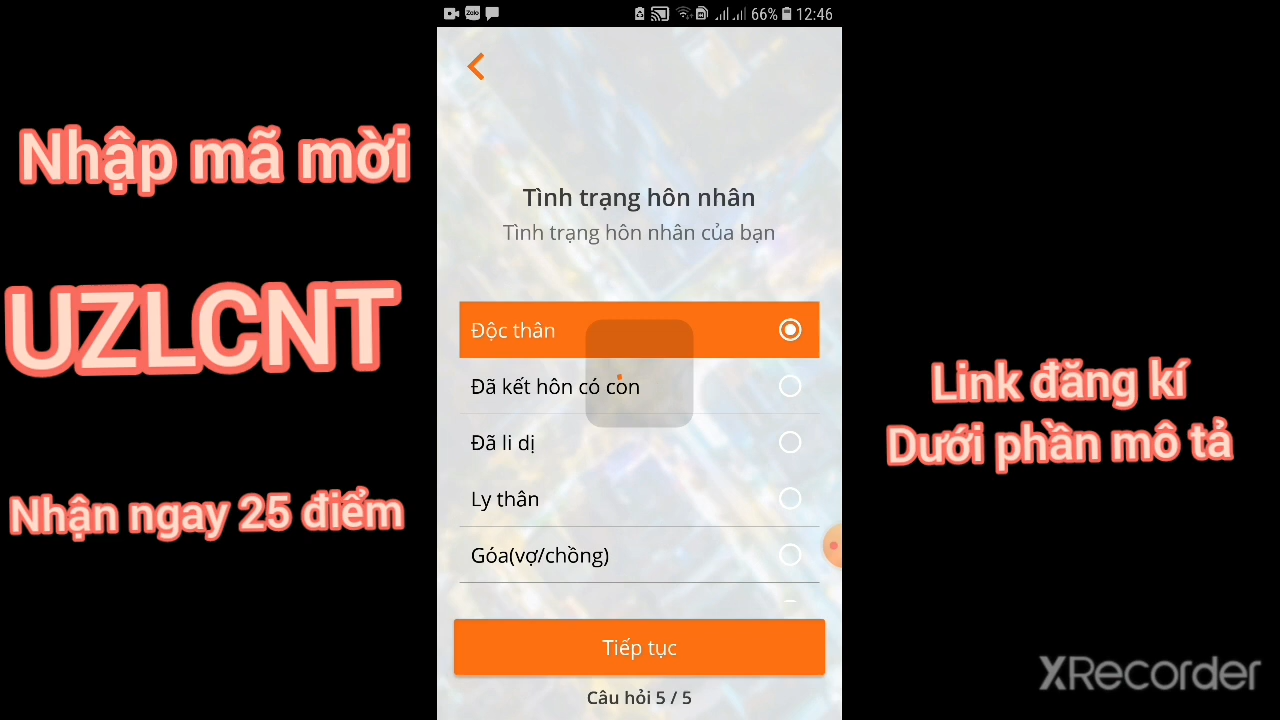 Zalo
66% 12:46
Nhập mã mời
UZLCNT
Nhận ngay 25 điểm
Tình trạng hôn nhân
Tình trạng hôn nhân của bạn
Độc thân
Đã kết hôn có con
Đã li dị
Ly thân
Góa(vợ/chồng)
Tiếp tục
Câu hỏi 5 / 5
Link đăng kí
Dưới phần mô tả
XRecorder